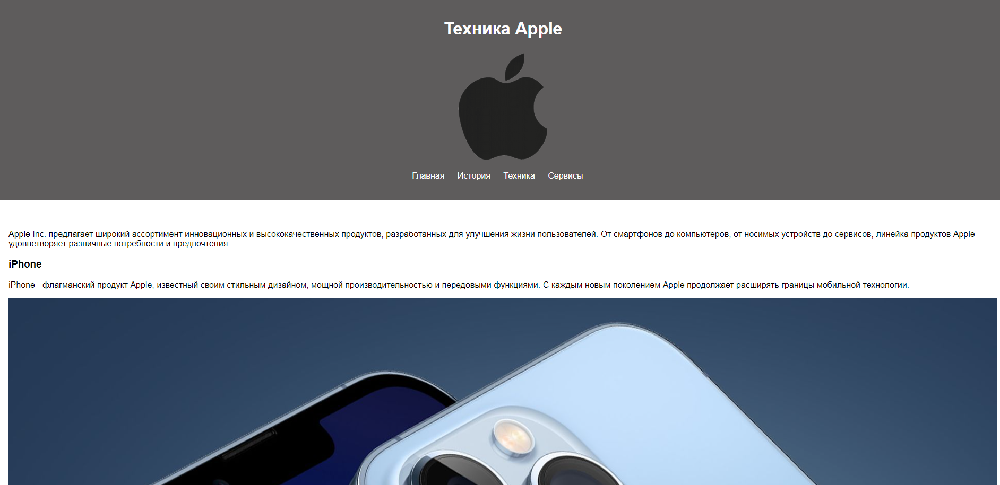 Техника Apple
Главная История Техника Сервисы
Apple Inc. предлагает широкий ассортимент инновационных и высококачественных продуктов, разработанных для улучшения жизни пользователей. От смартфонов до компьютеров, от носимых устройств до сервисов, линейка продуктов Apple
удовлетворяет различные потребности и предпочтения.
iPhone
iPhone - флагманский продукт Apple, известный своим стильным дизайном, мощной производительностью и передовыми функциями. С каждым новым поколением Apple продолжает расширять границы мобильной технологии.